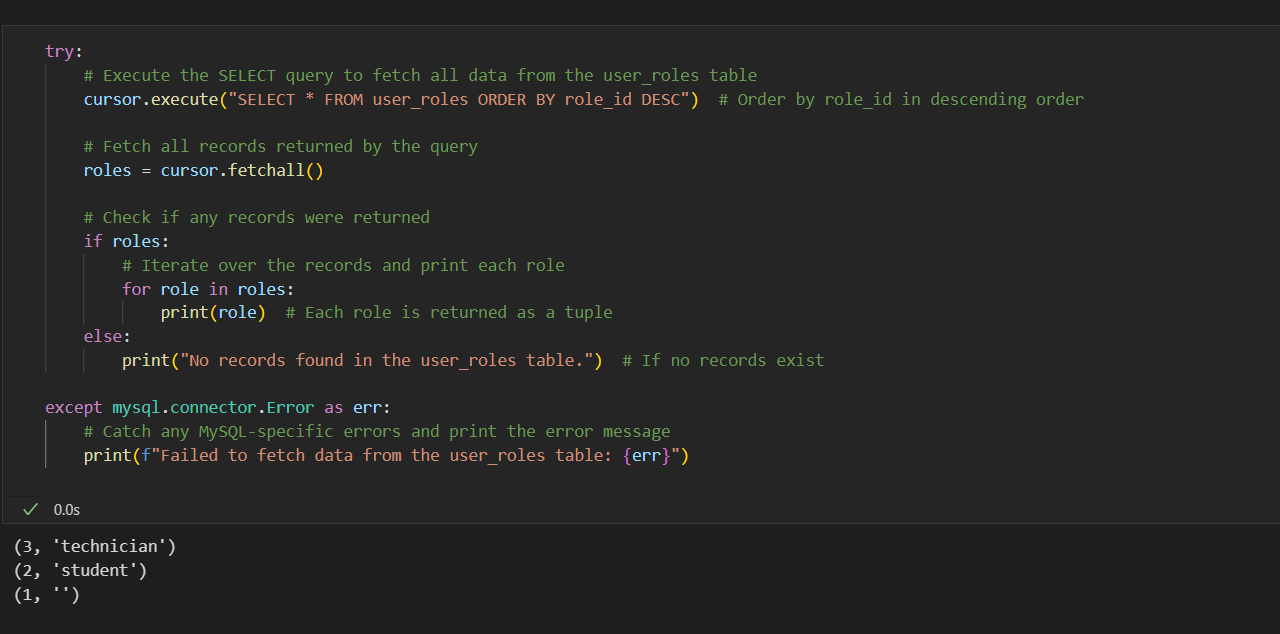 try:
    # Execute the SELECT query to fetch all data from the user_roles table
    cursor.execute("SELECT * FROM user_roles ORDER BY role_id DESC")  # Order by role_id in descending order
    # Fetch all records returned by the query
    roles = cursor.fetchall()
    # Check if any records were returned
    if roles:
        # Iterate over the records and print each role
        for role in roles:
            print(role)  # Each role is returned as a tuple
    else:
        print("No records found in the user_roles table.")  # If no records exist
except mysql.connector.Error as err:
    # Catch any MySQL-specific errors and print the error message
    print(f"Failed to fetch data from the user_roles table: {err}")
0.0s
(3, 'technician')
(2, 'student')
(1, '')